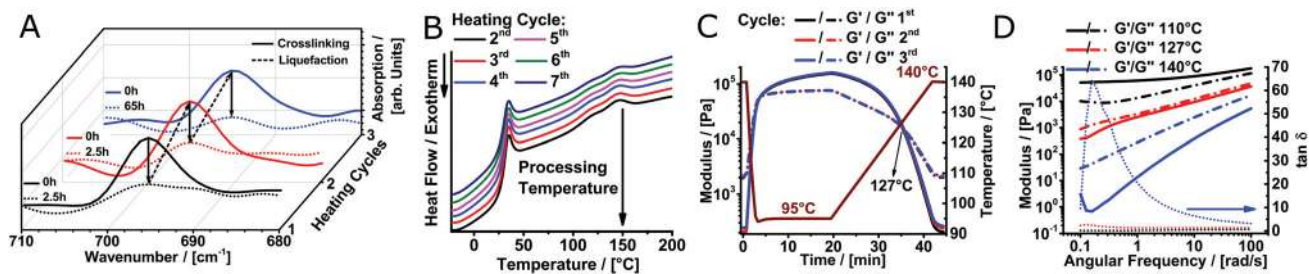 A
Crosslinking
Liquefaction
0h
65h
0h
2.5h
0h
2.5h
Absorption / [arb. Units]
3
2
1
Heating Cycles
710 700 690 680
Wavenumber / [cm⁻¹]
B
Heating Cycle:
2nd 5th
3rd 6th
4th 7th
Heat Flow / Exotherm
Processing
Temperature
0 50 100 150 200
Temperature / [°C]
C
Cycle: / G' / G'' 1st
/ G' / G'' 2nd
/ G' / G'' 3rd
Modulus / [Pa]
10⁵
10⁴
10³
140°C
127°C
95°C
140
130
120
110
100
90
Temperature / [°C]
0 10 20 30 40
Time / [min]
D
/ G'/G'' 110°C
/ G'/G'' 127°C
/ G'/G'' 140°C
Modulus / [Pa]
10⁵
10⁴
10³
10²
10¹
10⁰
10⁻¹
70
60
50
40
30
20
10
0
tan δ
0.1 1 10 100
Angular Frequency / [rad/s]